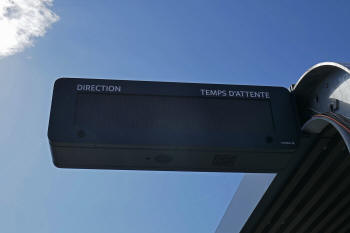 DIRECTION TEMPS D'ATTENTE